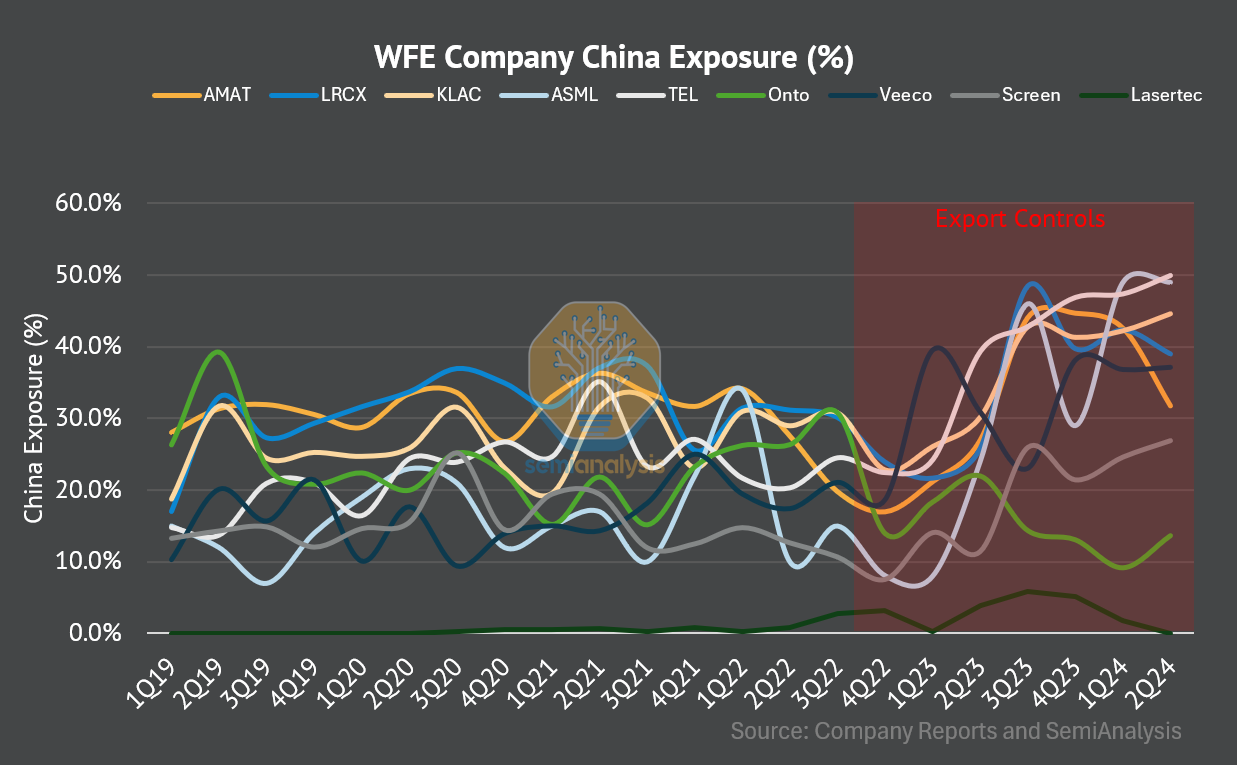 WFE Company China Exposure (%)
AMAT LRCX KLAC ASML TEL Onto Veeco Screen Lasertec
Export Controls
60.0%
50.0%
40.0%
30.0%
20.0%
10.0%
0.0%
China Exposure (%)
semianalysis
1Q19 2Q19 3Q19 4Q19 1Q20 2Q20 3Q20 4Q20 1Q21 2Q21 3Q21 4Q21 1Q22 2Q22 3Q22 4Q22 1Q23 2Q23 3Q23 4Q23 1Q24 2Q24
Source: Company Reports and SemiAnalysis